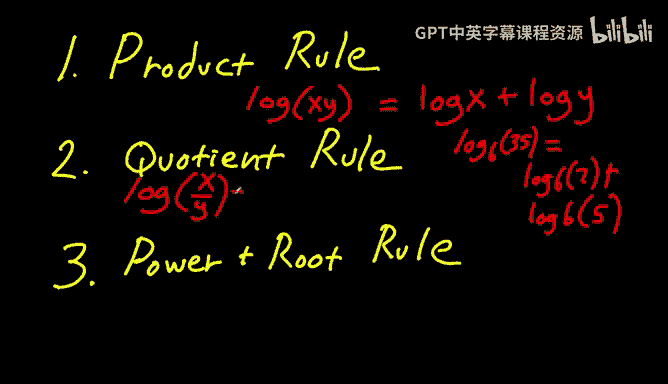 GPT中英字幕课程资源 bilibili
1. Product Rule
log(xy) = logx + logy
log6(35) =
log6(7) +
log6(5)
2. Quotient Rule
log(x/y) -
3. Power + Root Rule